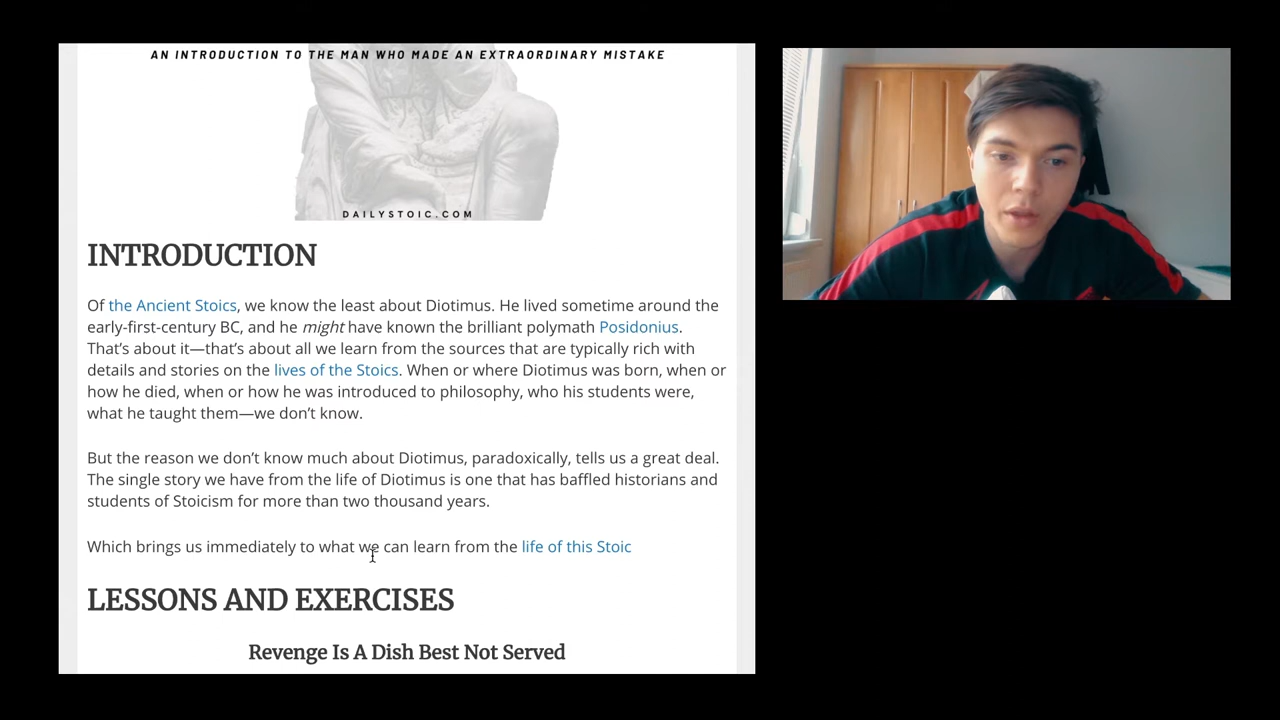 AN INTRODUCTION TO THE MAN WHO MADE AN EXTRAORDINARY MISTAKE
DAILYSTOIC.COM
INTRODUCTION
Of the Ancient Stoics, we know the least about Diotimus. He lived sometime around the
early-first-century BC, and he might have known the brilliant polymath Posidonius.
That’s about it—that’s about all we learn from the sources that are typically rich with
details and stories on the lives of the Stoics. When or where Diotimus was born, when or
how he died, when or how he was introduced to philosophy, who his students were,
what he taught them—we don’t know.
But the reason we don’t know much about Diotimus, paradoxically, tells us a great deal.
The single story we have from the life of Diotimus is one that has baffled historians and
students of Stoicism for more than two thousand years.
Which brings us immediately to what we can learn from the life of this Stoic
LESSONS AND EXERCISES
Revenge Is A Dish Best Not Served